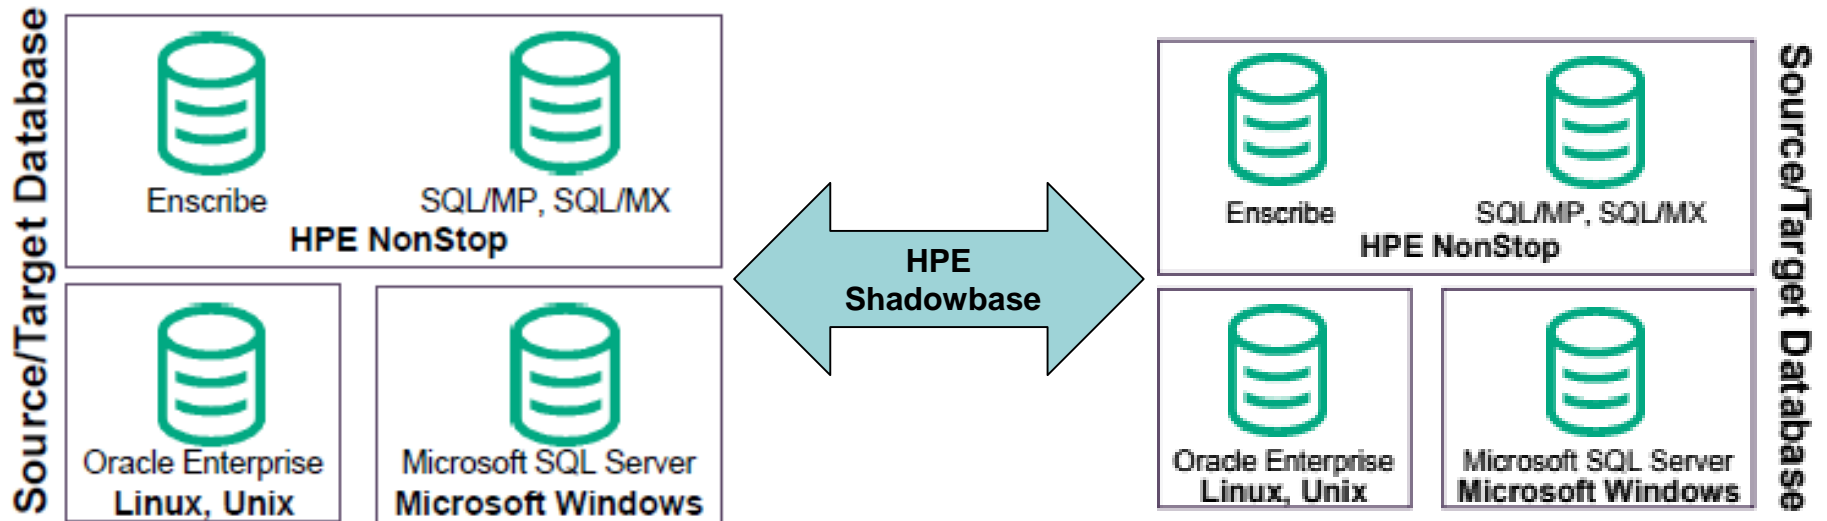 Source/Target Database
Enscribe
SQL/MP, SQL/MX
HPE NonStop
Oracle Enterprise
Linux, Unix
Microsoft SQL Server
Microsoft Windows
HPE
Shadowbase
Enscribe
SQL/MP, SQL/MX
HPE NonStop
Oracle Enterprise
Linux, Unix
Microsoft SQL Server
Microsoft Windows
Source/Target Database